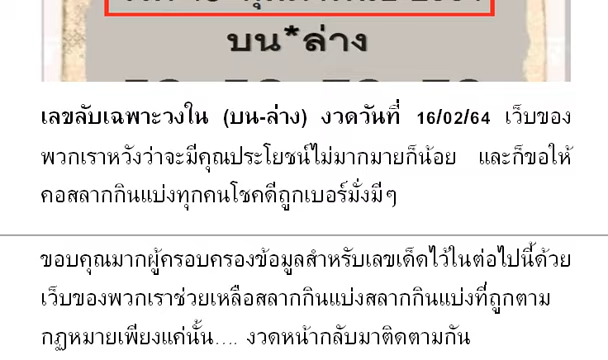 บน*ล่าง
เลขลับเฉพาะวงใน (บน-ล่าง) งวดวันที่ 16/02/64 เว็บของ
พวกเราหวังว่าจะมีคุณประโยชน์ไม่มากมายก็น้อย และก็ขอให้
คอสลากกินแบ่งทุกคนโชคดีถูกเบอร์มั่งมีๆ
ขอบคุณมากผู้ครอบครองข้อมูลสำหรับเลขเด็ดไว้ในต่อไปนี้ด้วย
เว็บของพวกเราช่วยเหลือสลากกินแบ่งสลากกินแบ่งที่ถูกตาม
กฏหมายเพียงแค่นั้น.... งวดหน้ากลับมาติดตามกัน